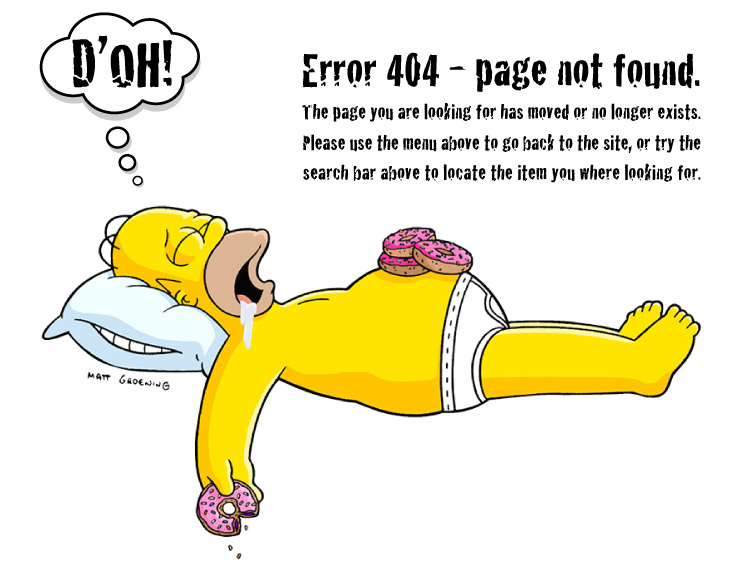 D'OH!
Error 404 – page not found.
The page you are looking for has moved or no longer exists.
Please use the menu above to go back to the site, or try the
search bar above to locate the item you where looking for.
MATT GROENING